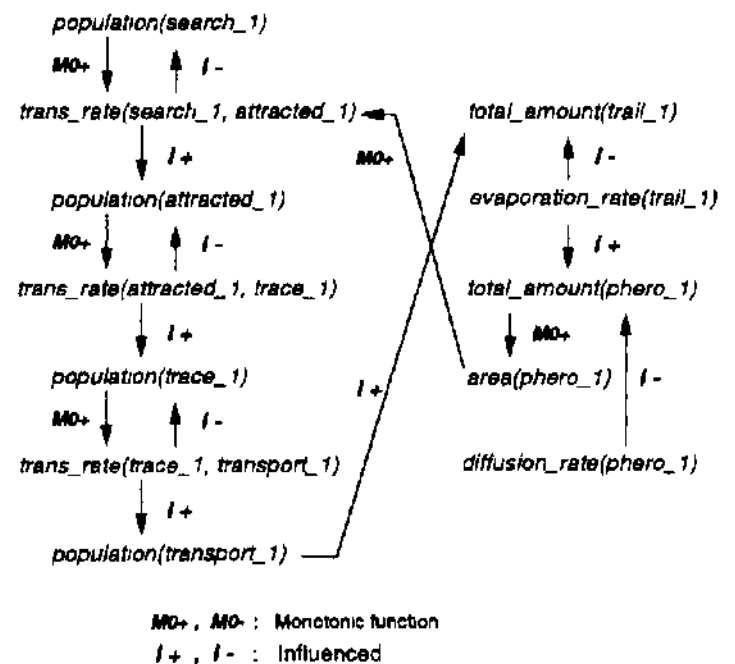 population(search_1)
M0+ I -
trans_rate(search_1, attracted_1)
I +
population(attracted_1)
M0+ I -
trans_rate(attracted_1, trace_1)
I +
population(trace_1)
M0+ I -
trans_rate(trace_1, transport_1)
I +
population(transport_1)
M0+
I +
total_amount(trail_1)
I -
evaporation_rate(trail_1)
I +
total_amount(phero_1)
M0+
area(phero_1)
I -
diffusion_rate(phero_1)
M0+ , M0- : Monotonic function
I + , I - : Influenced